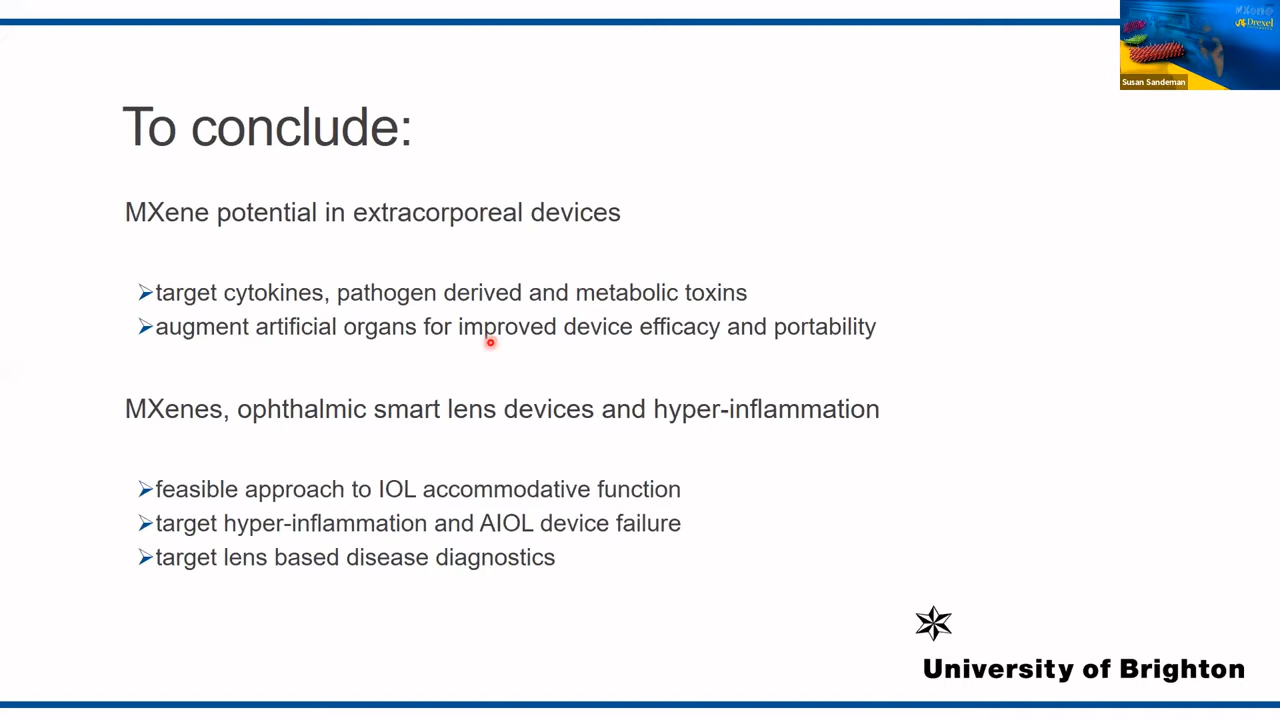 MXene
Drexel
Susan Sandeman
To conclude:
MXene potential in extracorporeal devices
target cytokines, pathogen derived and metabolic toxins
augment artificial organs for improved device efficacy and portability
MXenes, ophthalmic smart lens devices and hyper-inflammation
feasible approach to IOL accommodative function
target hyper-inflammation and AIOL device failure
target lens based disease diagnostics
University of Brighton